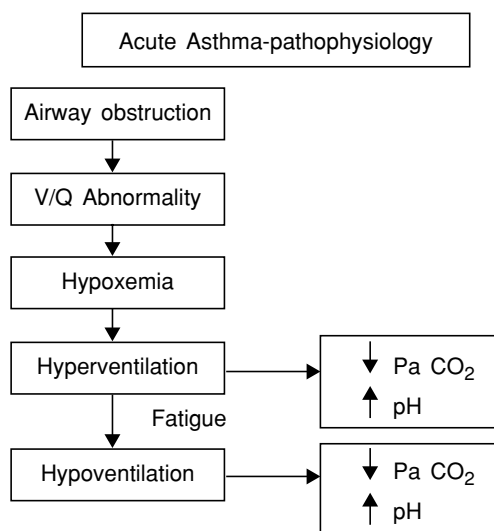 Acute Asthma-pathophysiology
Airway obstruction
V/Q Abnormality
Hypoxemia
Hyperventilation
↓ Pa CO₂
↑ pH
Fatigue
Hypoventilation
↓ Pa CO₂
↑ pH